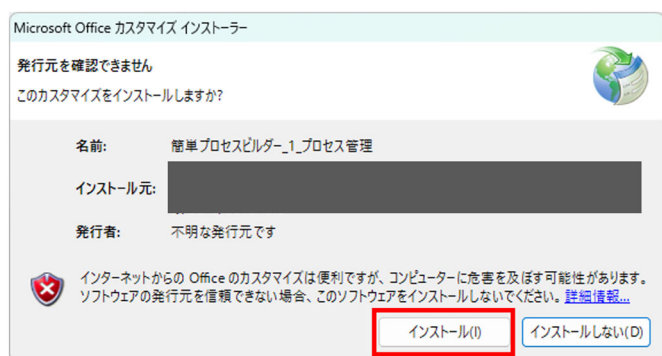 Microsoft Office カスタマイズ インストーラー
発行元を確認できません
このカスタマイズをインストールしますか?
名前: 簡単プロセスビルダー_1_プロセス管理
インストール元:
発行者: 不明な発行元です
インターネットからの Office のカスタマイズは便利ですが、コンピューターに危害を及ぼす可能性があります。
ソフトウェアの発行元を信頼できない場合、このソフトウェアをインストールしないでください。詳細情報...
インストール(I) インストールしない(D)